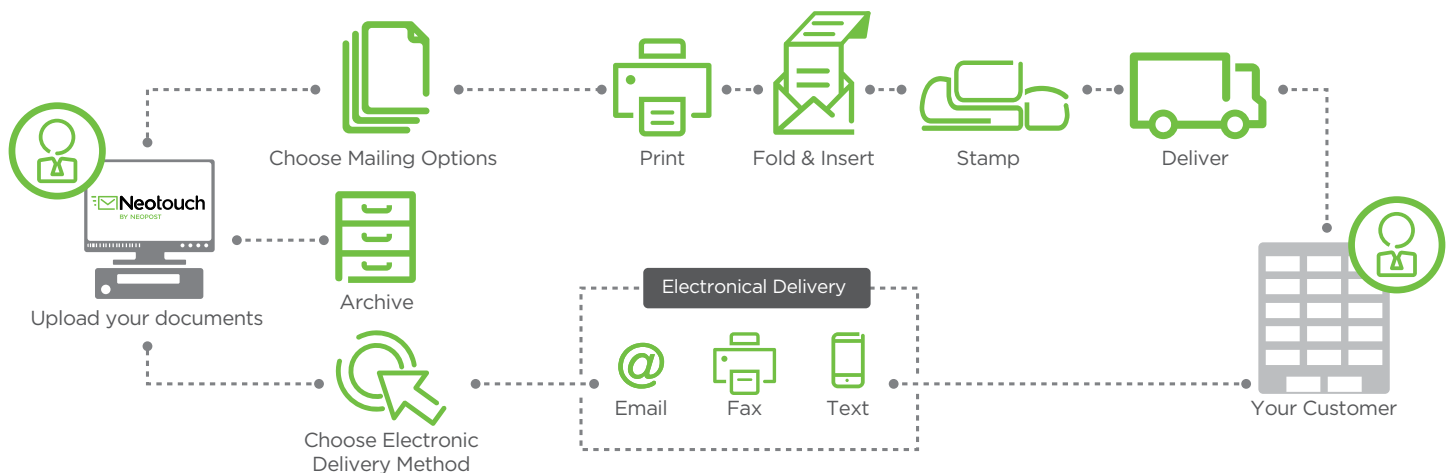 Choose Mailing Options
Print
Fold & Insert
Stamp
Deliver
Neotouch
BY NEOPOST
Upload your documents
Archive
Electronical Delivery
@
Email
Fax
Text
Choose Electronic
Delivery Method
Your Customer